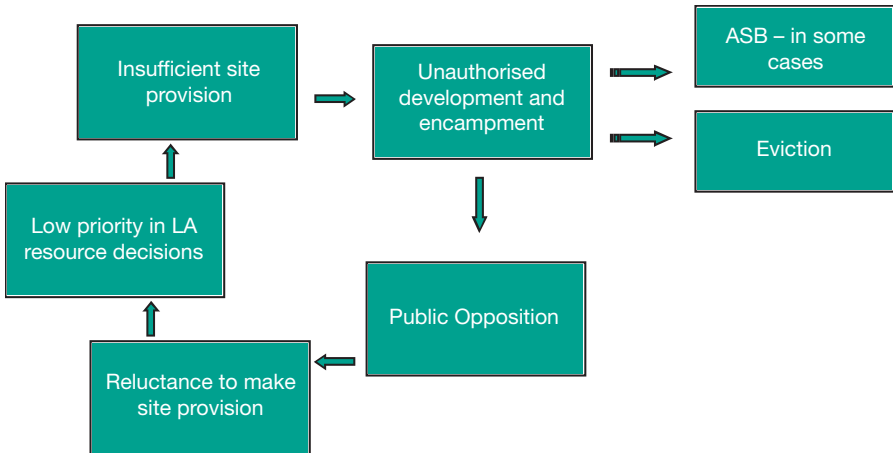 Insufficient site
provision
Unauthorised
development and
encampment
ASB – in some
cases
Eviction
Low priority in LA
resource decisions
Public Opposition
Reluctance to make
site provision